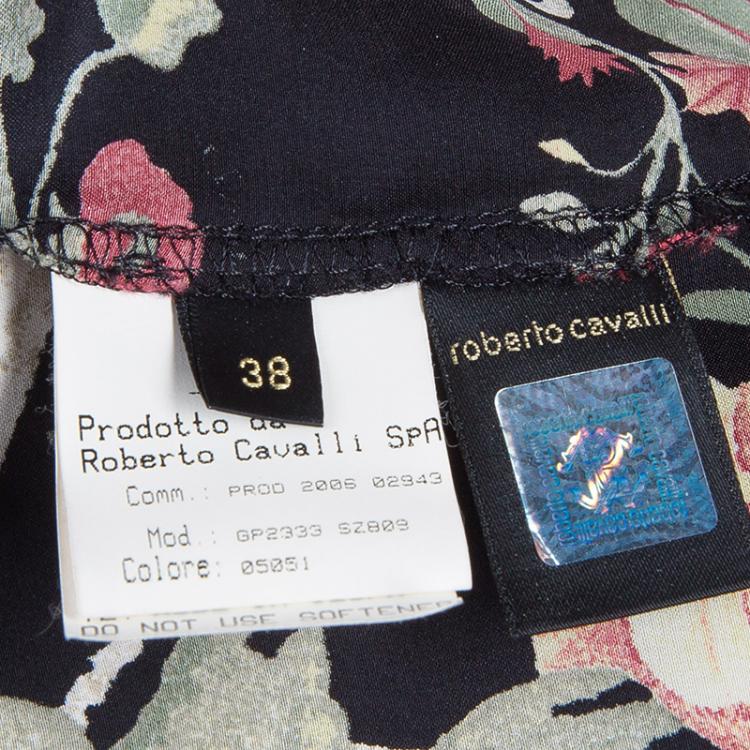 38
Prodotto da
Roberto Cavalli SpA
Comm.: PROD 2006 02943
Mod.: GP2333 SZ809
Colore: 05051
DO NOT USE SOFTENER
roberto cavalli